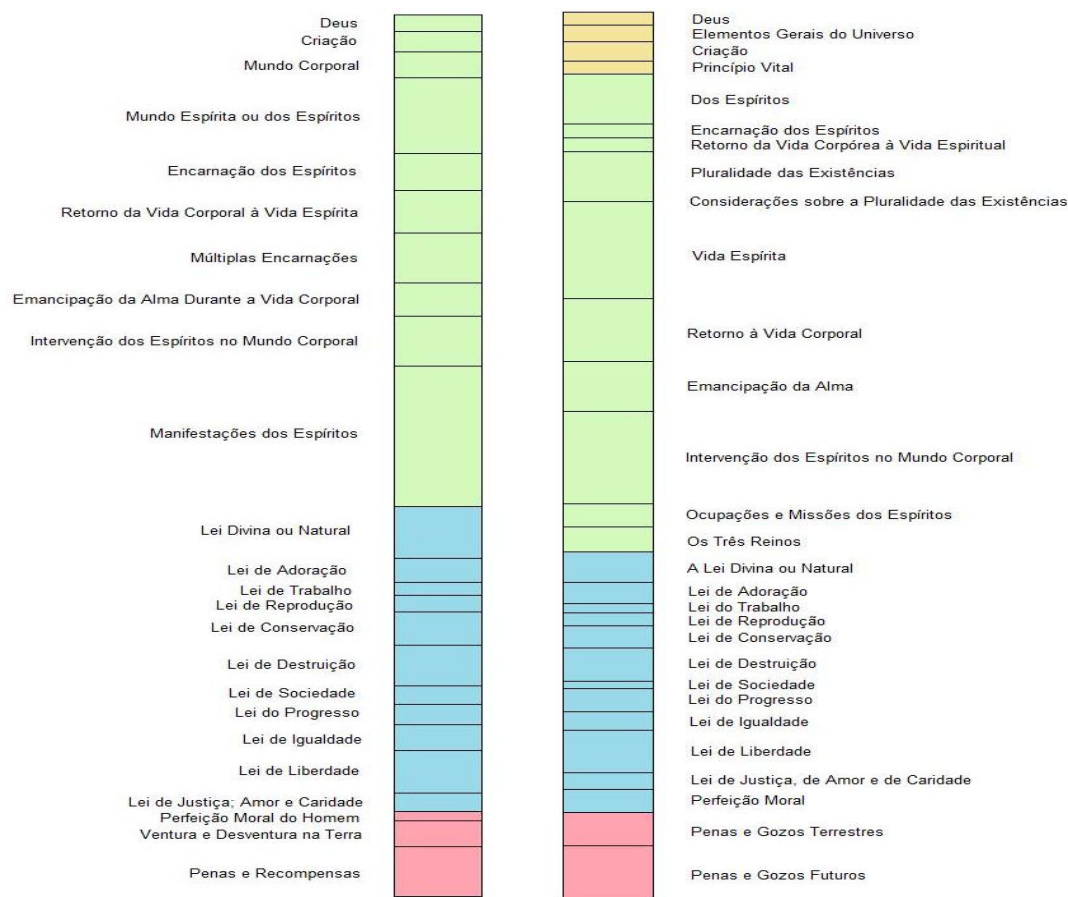 Deus
Criação
Mundo Corporal
Mundo Espírita ou dos Espíritos
Encarnação dos Espíritos
Retorno da Vida Corporal à Vida Espírita
Múltiplas Encarnações
Emancipação da Alma Durante a Vida Corporal
Intervenção dos Espíritos no Mundo Corporal
Manifestações dos Espíritos
Lei Divina ou Natural
Lei de Adoração
Lei de Trabalho
Lei de Reprodução
Lei de Conservação
Lei de Destruição
Lei de Sociedade
Lei do Progresso
Lei de Igualdade
Lei de Liberdade
Lei de Justiça; Amor e Caridade
Perfeição Moral do Homem
Ventura e Desventura na Terra
Penas e Recompensas
Deus
Elementos Gerais do Universo
Criação
Princípio Vital
Dos Espíritos
Encarnação dos Espíritos
Retorno da Vida Corpórea à Vida Espiritual
Pluralidade das Existências
Considerações sobre a Pluralidade das Existências
Vida Espírita
Retorno à Vida Corporal
Emancipação da Alma
Intervenção dos Espíritos no Mundo Corporal
Ocupações e Missões dos Espíritos
Os Três Reinos
A Lei Divina ou Natural
Lei de Adoração
Lei do Trabalho
Lei de Reprodução
Lei de Conservação
Lei de Destruição
Lei de Sociedade
Lei do Progresso
Lei de Igualdade
Lei de Liberdade
Lei de Justiça, de Amor e de Caridade
Perfeição Moral
Penas e Gozos Terrestres
Penas e Gozos Futuros